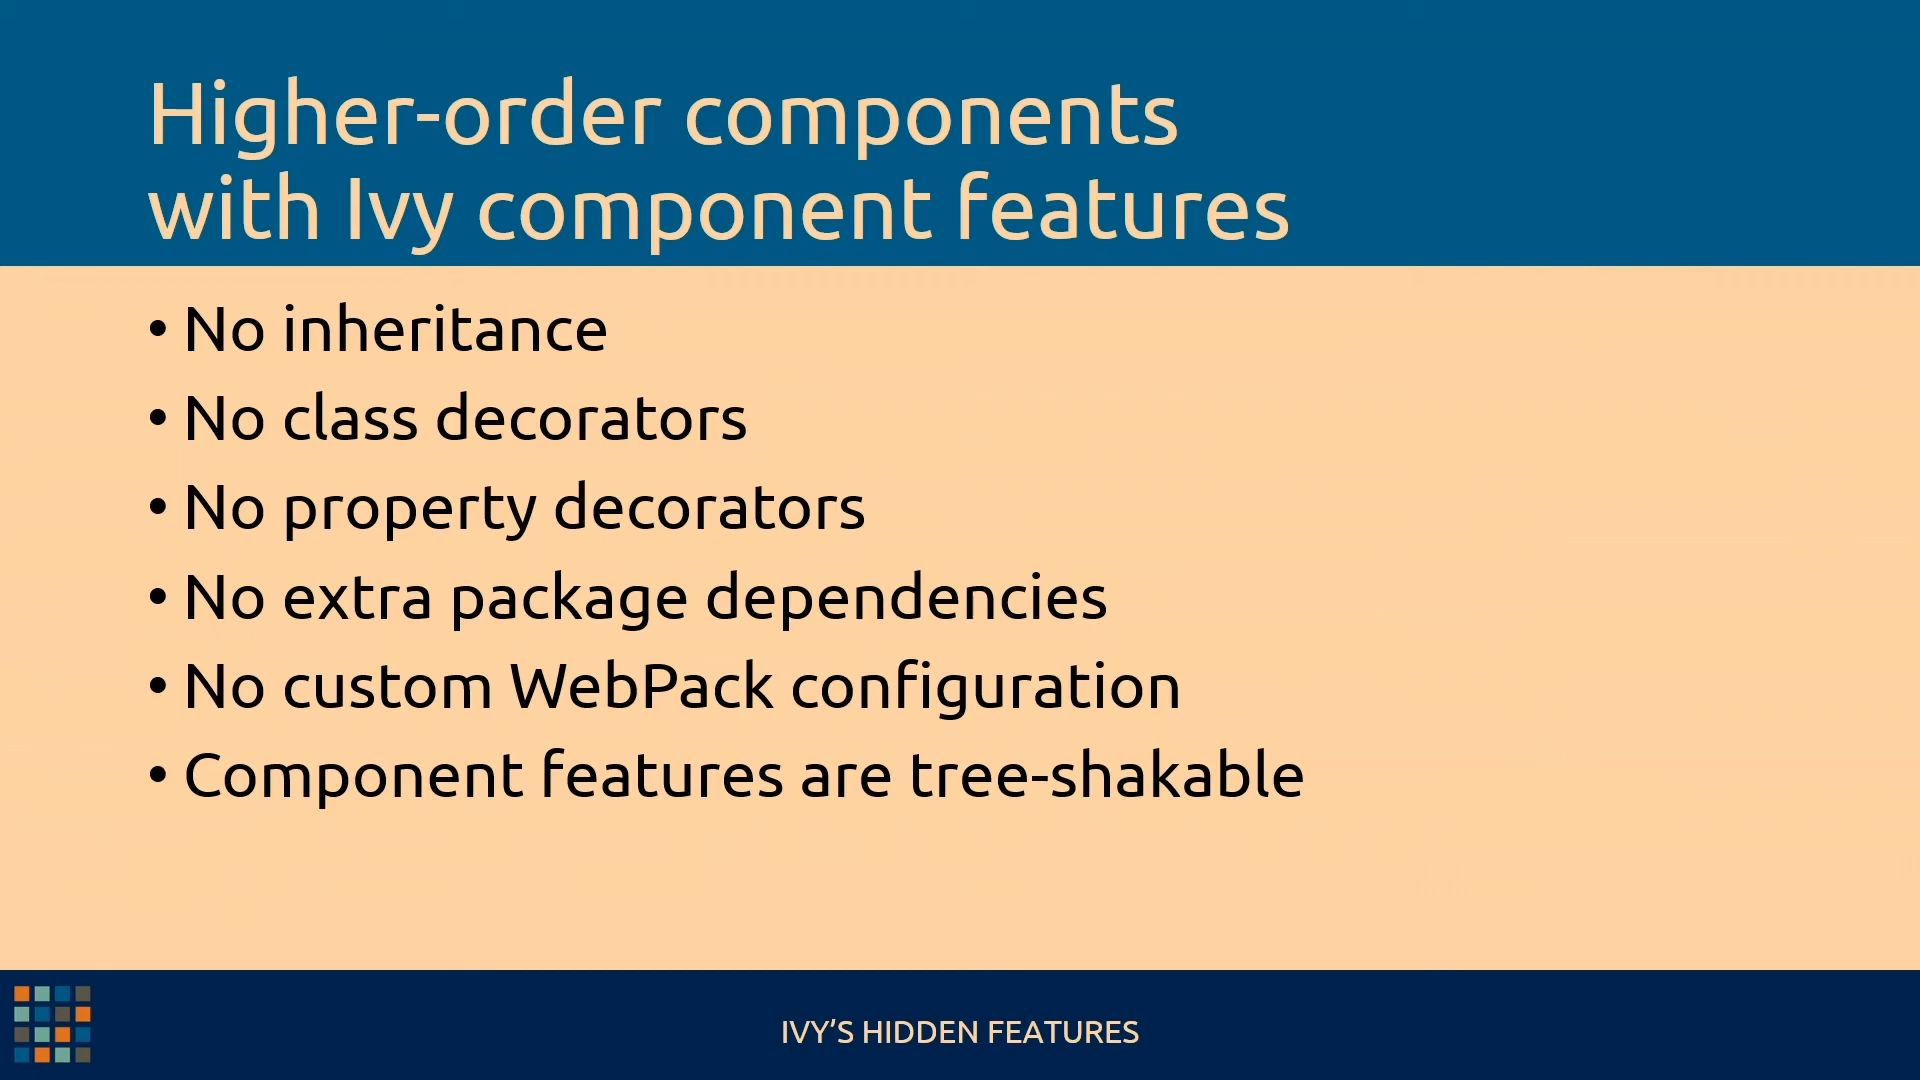 Higher-order components
with Ivy component features
• No inheritance
• No class decorators
• No property decorators
• No extra package dependencies
• No custom WebPack configuration
• Component features are tree-shakable
IVY’S HIDDEN FEATURES